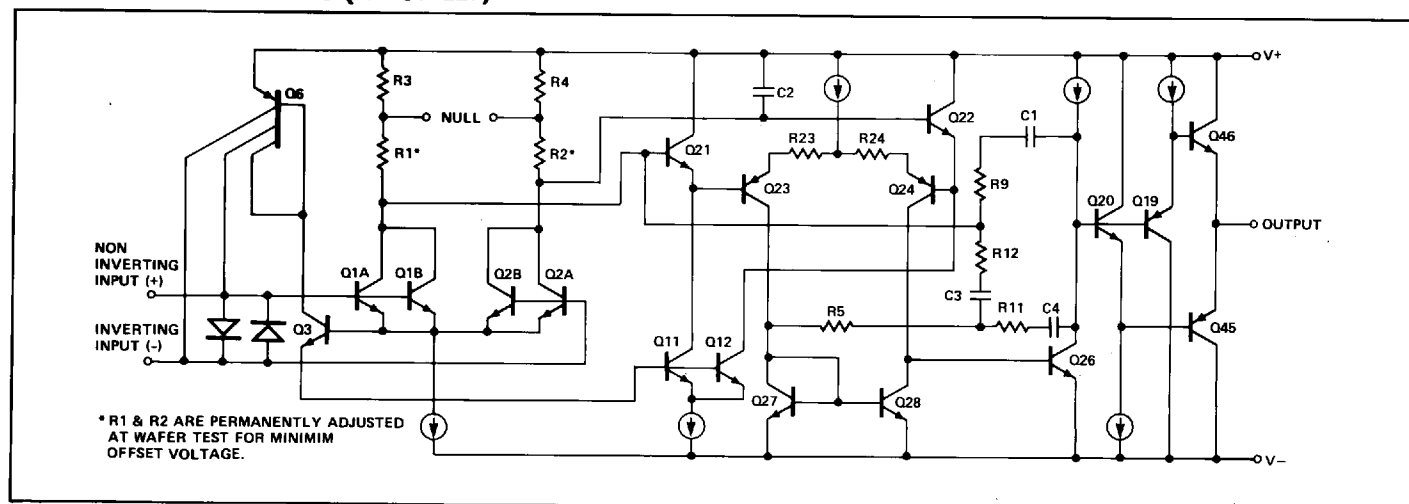 V+
R3
R4
Q6
C2
NULL
Q22
C1
Q46
R1*
R2*
Q21
R23
R24
Q23
Q24
R9
Q20
Q19
OUTPUT
NON
INVERTING
INPUT (+)
R12
Q1A
Q1B
Q2B
Q2A
C3
Q3
R5
R11
C4
INVERTING
INPUT (-)
Q45
Q11
Q12
Q26
Q27
Q28
* R1 & R2 ARE PERMANENTLY ADJUSTED
AT WAFER TEST FOR MINIMIM
OFFSET VOLTAGE.
V-